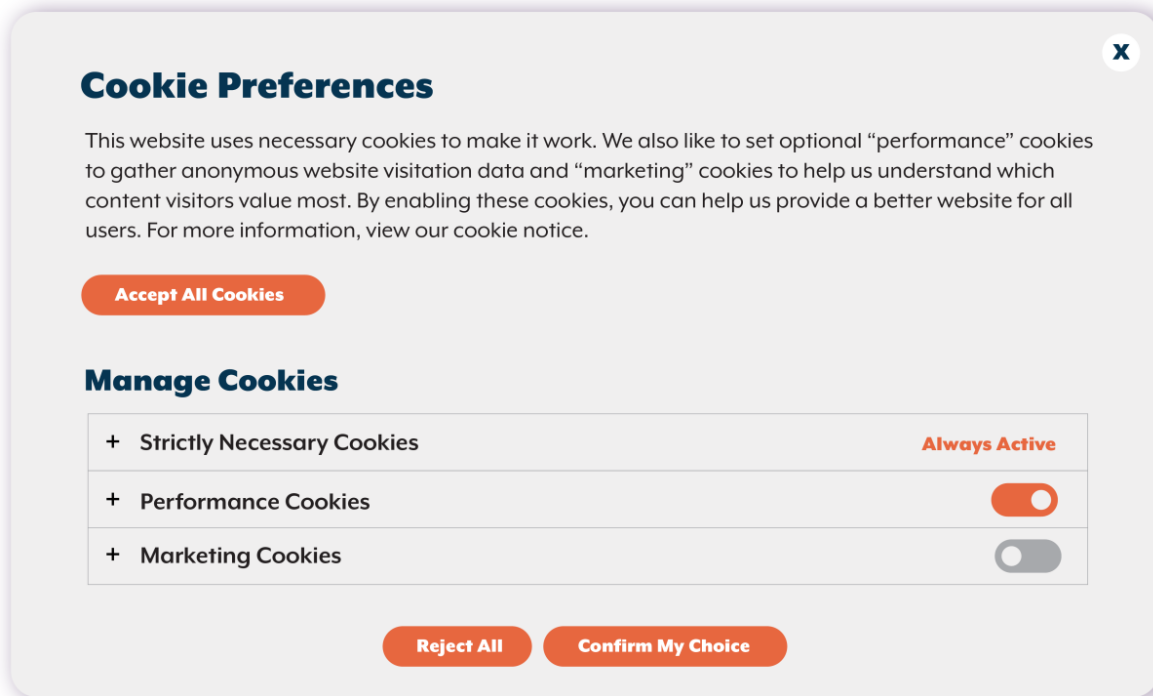 X
Cookie Preferences
This website uses necessary cookies to make it work. We also like to set optional “performance” cookies
to gather anonymous website visitation data and “marketing” cookies to help us understand which
content visitors value most. By enabling these cookies, you can help us provide a better website for all
users. For more information, view our cookie notice.
Accept All Cookies
Manage Cookies
+ Strictly Necessary Cookies Always Active
+ Performance Cookies
+ Marketing Cookies
Reject All Confirm My Choice